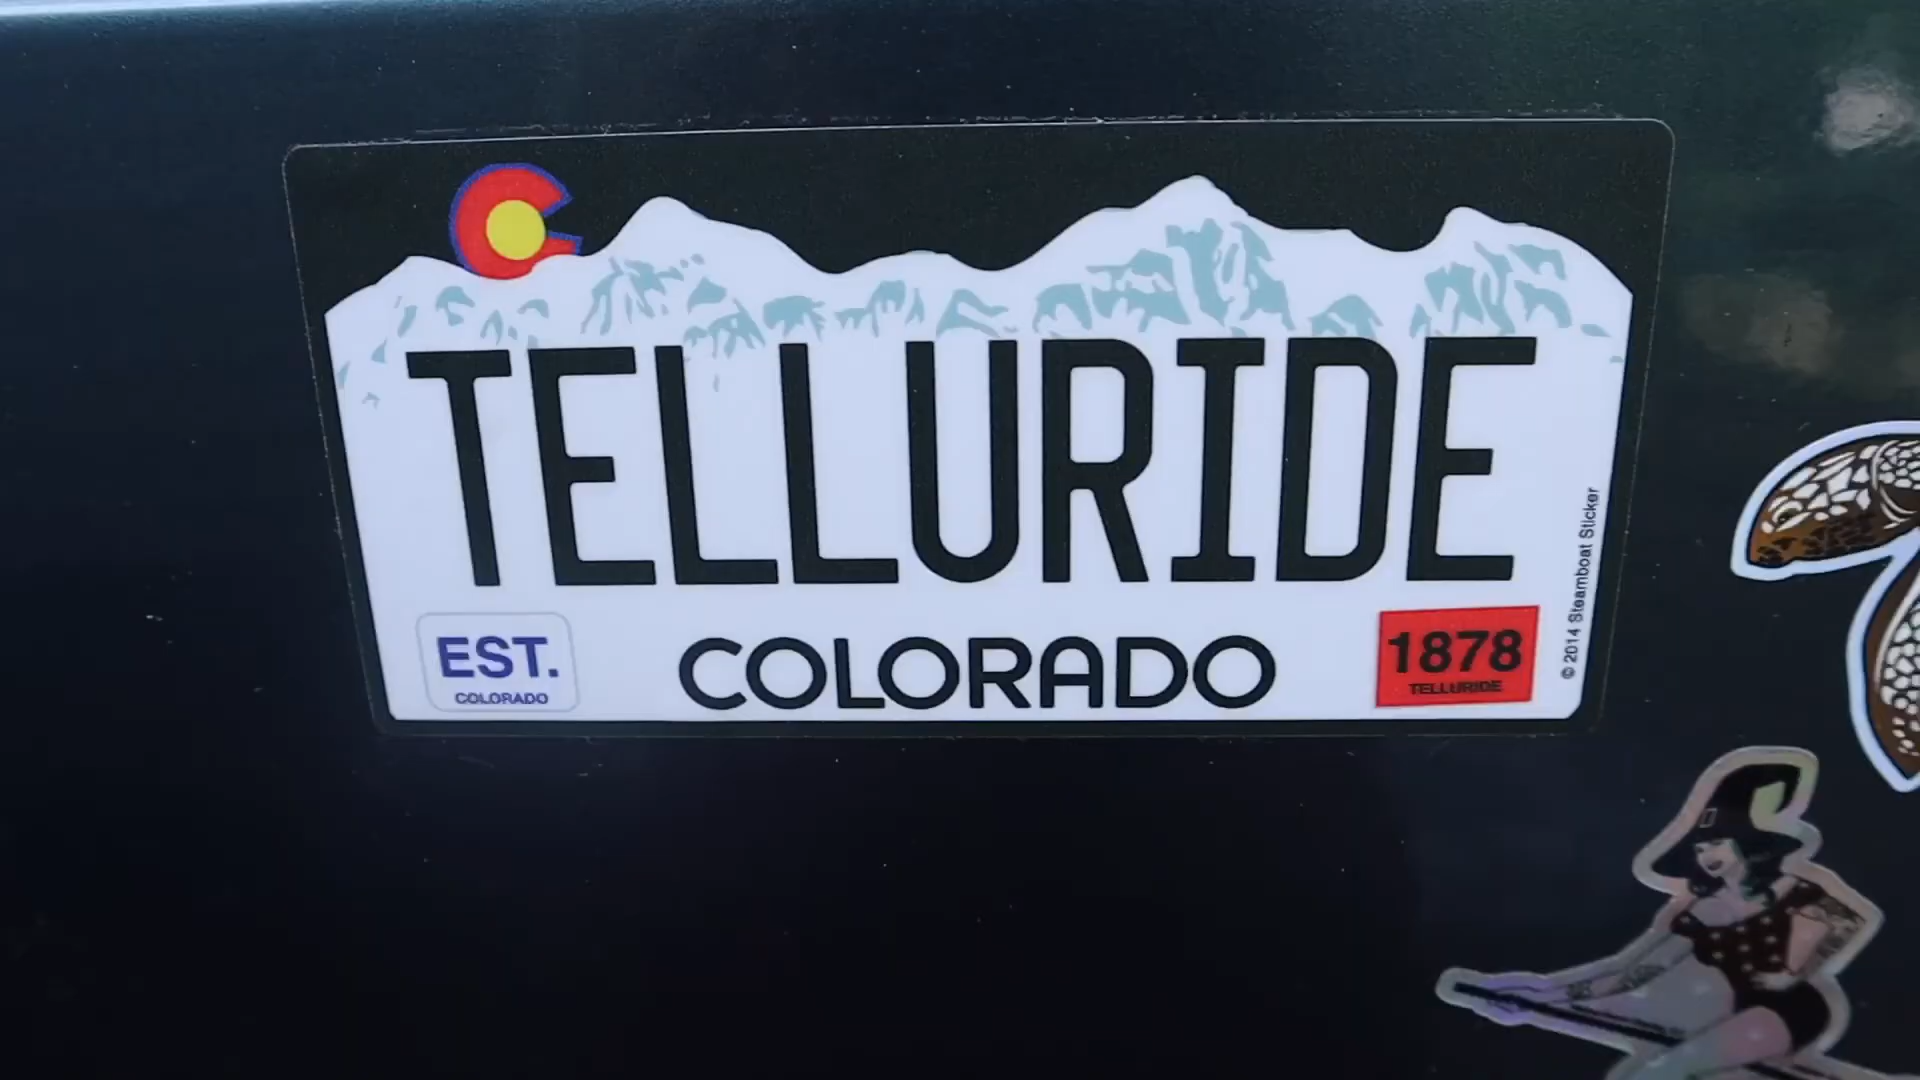 TELLURIDE
EST.
COLORADO
COLORADO
1878
TELLURIDE
© 2014 Steamboat Sticker